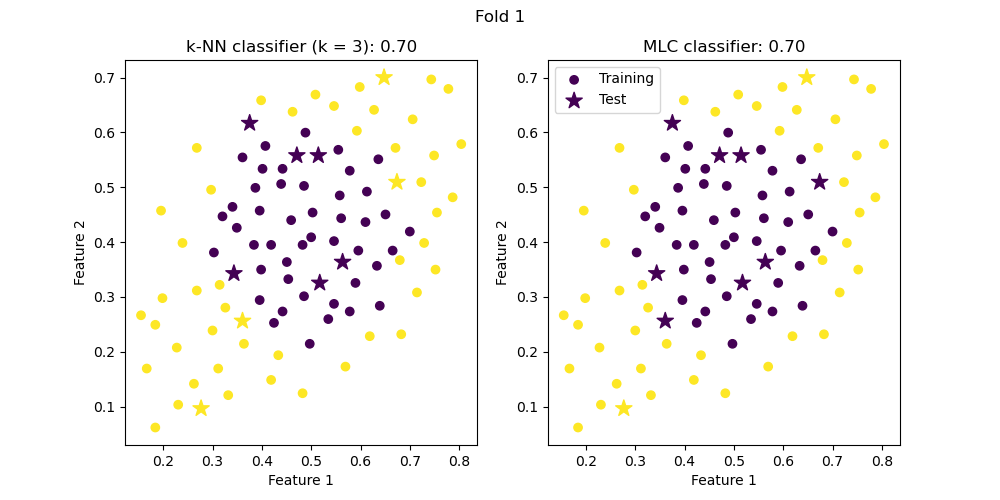 Fold 1
k-NN classifier (k = 3): 0.70
0.7
0.6
0.5
0.4
0.3
0.2
0.1
Feature 2
0.2 0.3 0.4 0.5 0.6 0.7 0.8
Feature 1
MLC classifier: 0.70
Training
Test
0.7
0.6
0.5
0.4
0.3
0.2
0.1
Feature 2
0.2 0.3 0.4 0.5 0.6 0.7 0.8
Feature 1